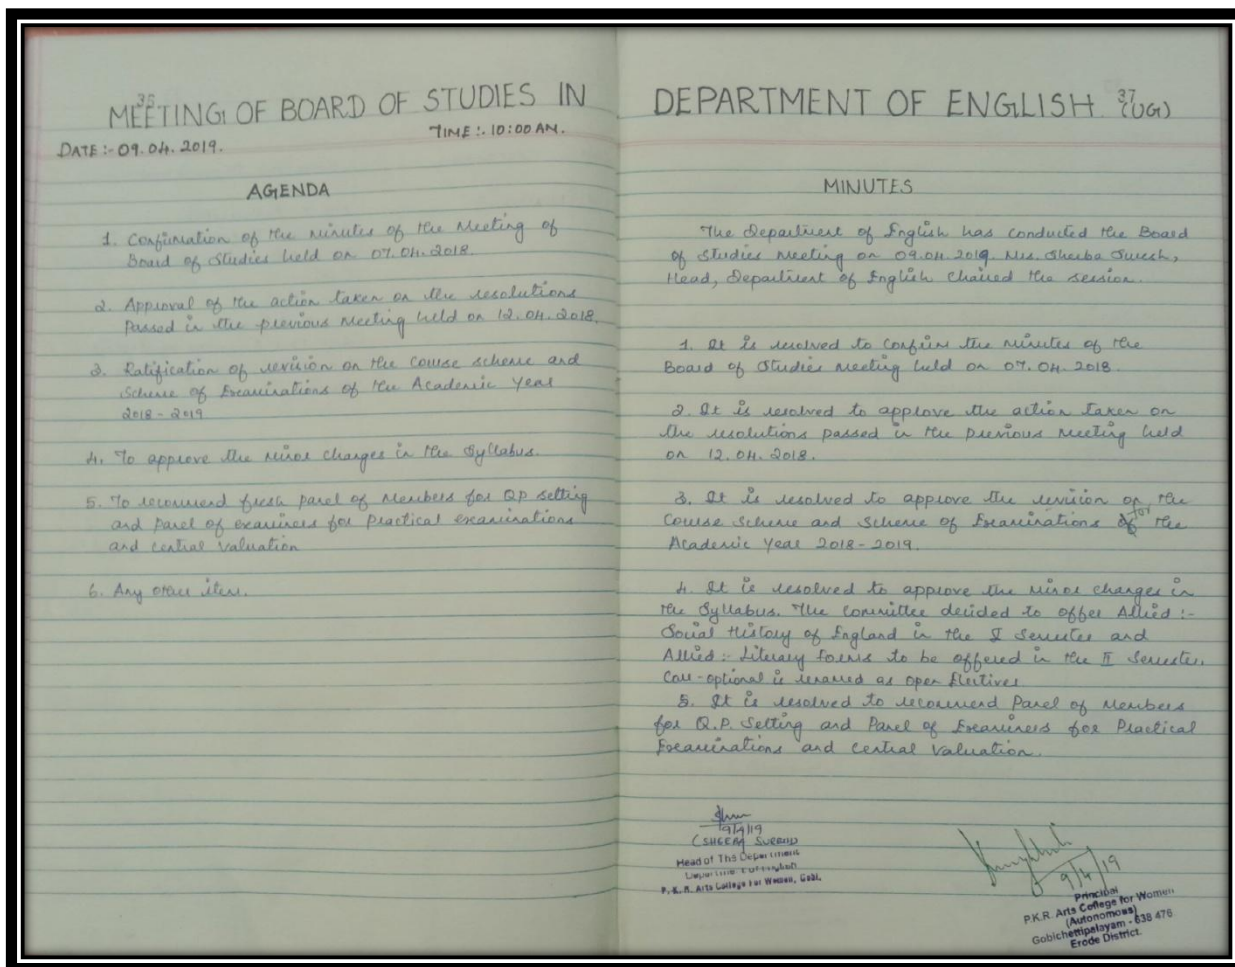 36
MEETING OF BOARD OF STUDIES IN
DATE:- 09.04.2019.
TIME:- 10:00 AM.
AGENDA
1. Confirmation of the minutes of the Meeting of
Board of Studies held on 07.04.2018.
2. Approval of the action taken on the resolutions
passed in the previous meeting held on 12.04.2018.
3. Ratification of revision on the course scheme and
Scheme of Examinations of the Academic Year
2018 - 2019
4. To approve the minor changes in the Syllabus.
5. To recommend fresh panel of Members for QP setting
and panel of examiners for practical examinations
and central valuation
6. Any other item.
37
DEPARTMENT OF ENGLISH (UG)
MINUTES
The Department of English has conducted the Board
of Studies meeting on 09.04.2019. Mrs. Sheeba Suresh,
Head, Department of English chaired the session.
1. It is resolved to confirm the minutes of the
Board of Studies meeting held on 07.04.2018.
2. It is resolved to approve the action taken on
the resolutions passed in the previous meeting held
on 12.04.2018.
3. It is resolved to approve the revision on the
Course scheme and scheme of Examinations for the
Academic Year 2018-2019.
4. It is resolved to approve the minor changes in
the Syllabus. The committee decided to offer Allied :-
Social History of England in the I Semester and
Allied :- Literary Forms to be offered in the II Semester.
Core-optional is renamed as open Electives
5. It is resolved to recommend Panel of Members
for Q.P. Setting and Panel of Examiners for Practical
Examinations and Central Valuation.
9/4/19
Head of The Department
Department of English
P. K. R. Arts College For Women, Gobi.
9/4/19
Principal
P.K.R. Arts College for Women
(Autonomous)
Gobichettipalayam - 638 476
Erode District.